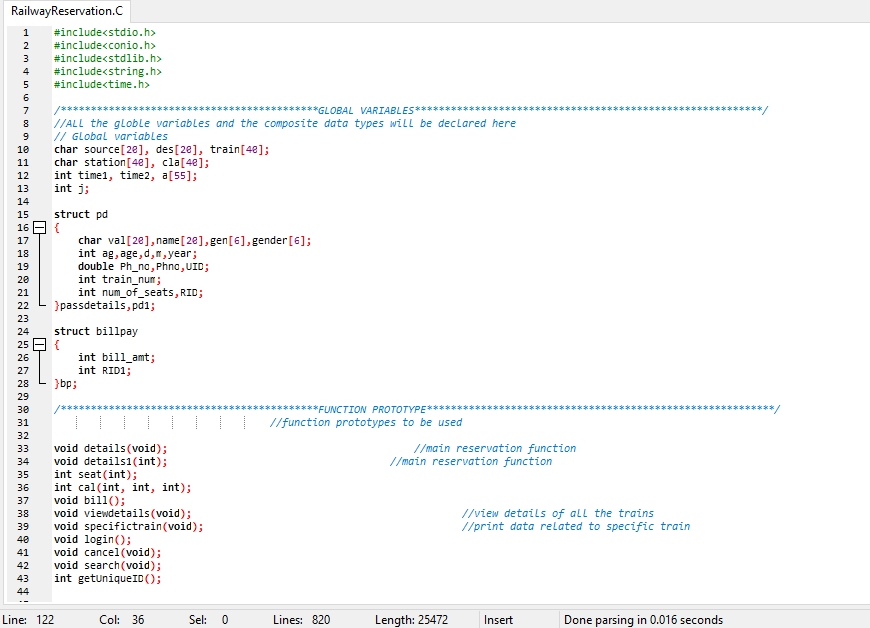 RailwayReservation.C
1 #include<stdio.h>
2 #include<conio.h>
3 #include<stdlib.h>
4 #include<string.h>
5 #include<time.h>
6
7 /*******************************************GLOBAL VARIABLES**********************************************************/
8 //All the globle variables and the composite data types will be declared here
9 // Global variables
10 char source[20], des[20], train[40];
11 char station[40], cla[40];
12 int time1, time2, a[55];
13 int j;
14
15 struct pd
16 {
17 char val[20],name[20],gen[6],gender[6];
18 int ag,age,d,m,year;
19 double Ph_no,Phno,UID;
20 int train_num;
21 int num_of_seats,RID;
22 }passdetails,pd1;
23
24 struct billpay
25 {
26 int bill_amt;
27 int RID1;
28 }bp;
29
30 /*******************************************FUNCTION PROTOTYPE**********************************************************/
31 //function prototypes to be used
32
33 void details(void); //main reservation function
34 void details1(int); //main reservation function
35 int seat(int);
36 int cal(int, int, int);
37 void bill();
38 void viewdetails(void); //view details of all the trains
39 void specifictrain(void); //print data related to specific train
40 void login();
41 void cancel(void);
42 void search(void);
43 int getUniqueID();
44
Line: 122 Col: 36 Sel: 0 Lines: 820 Length: 25472 Insert Done parsing in 0.016 seconds